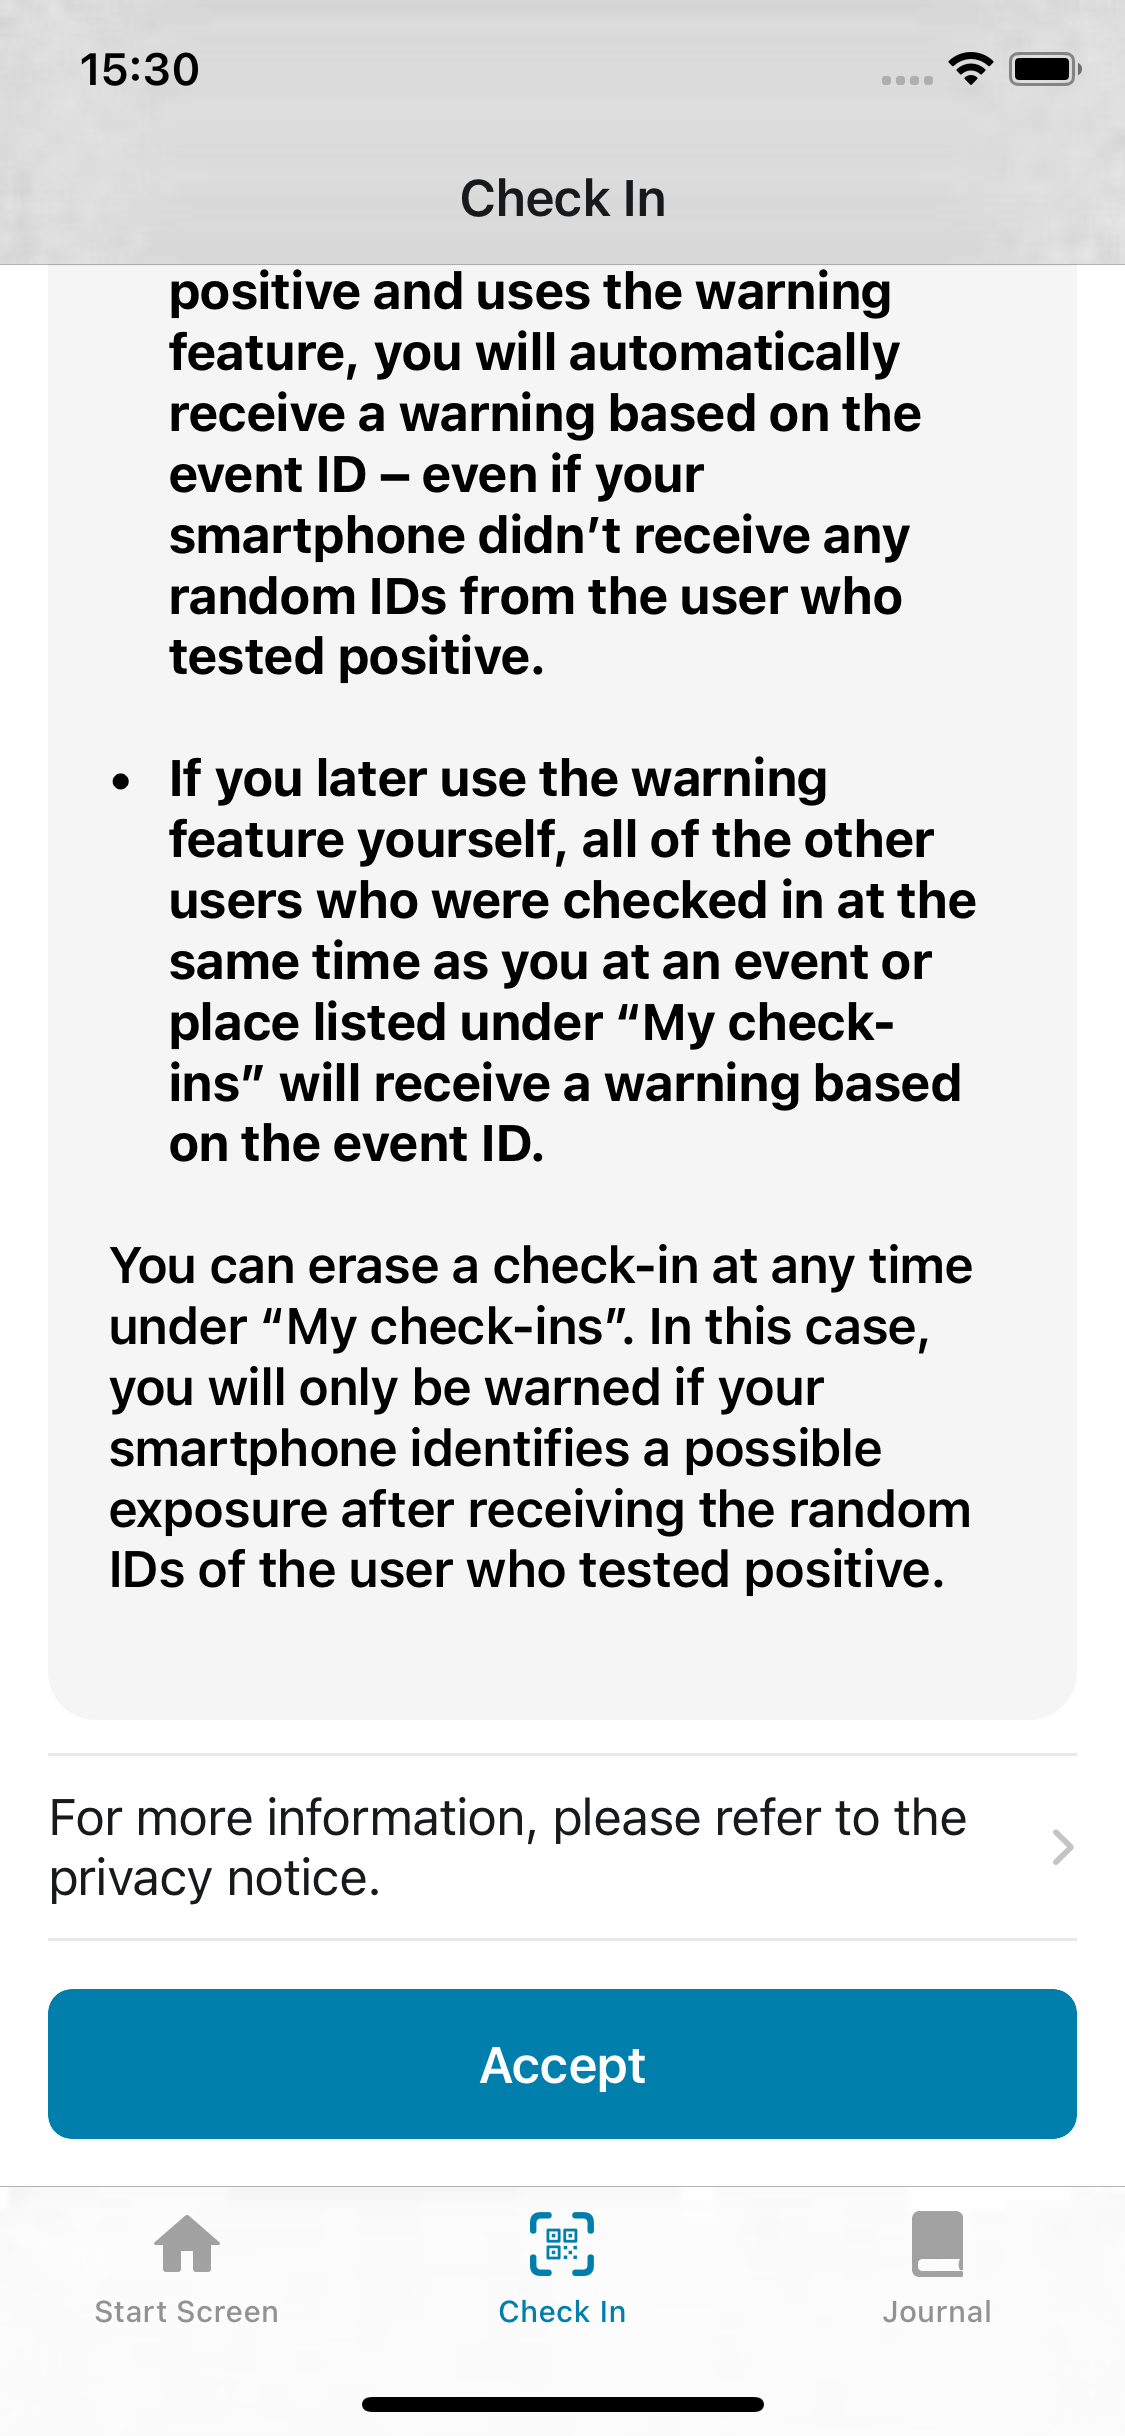 15:30
Check In
positive and uses the warning
feature, you will automatically
receive a warning based on the
event ID – even if your
smartphone didn’t receive any
random IDs from the user who
tested positive.
• If you later use the warning
feature yourself, all of the other
users who were checked in at the
same time as you at an event or
place listed under “My check-
ins” will receive a warning based
on the event ID.
You can erase a check-in at any time
under “My check-ins”. In this case,
you will only be warned if your
smartphone identifies a possible
exposure after receiving the random
IDs of the user who tested positive.
For more information, please refer to the
privacy notice.
Accept
Start Screen
Check In
Journal